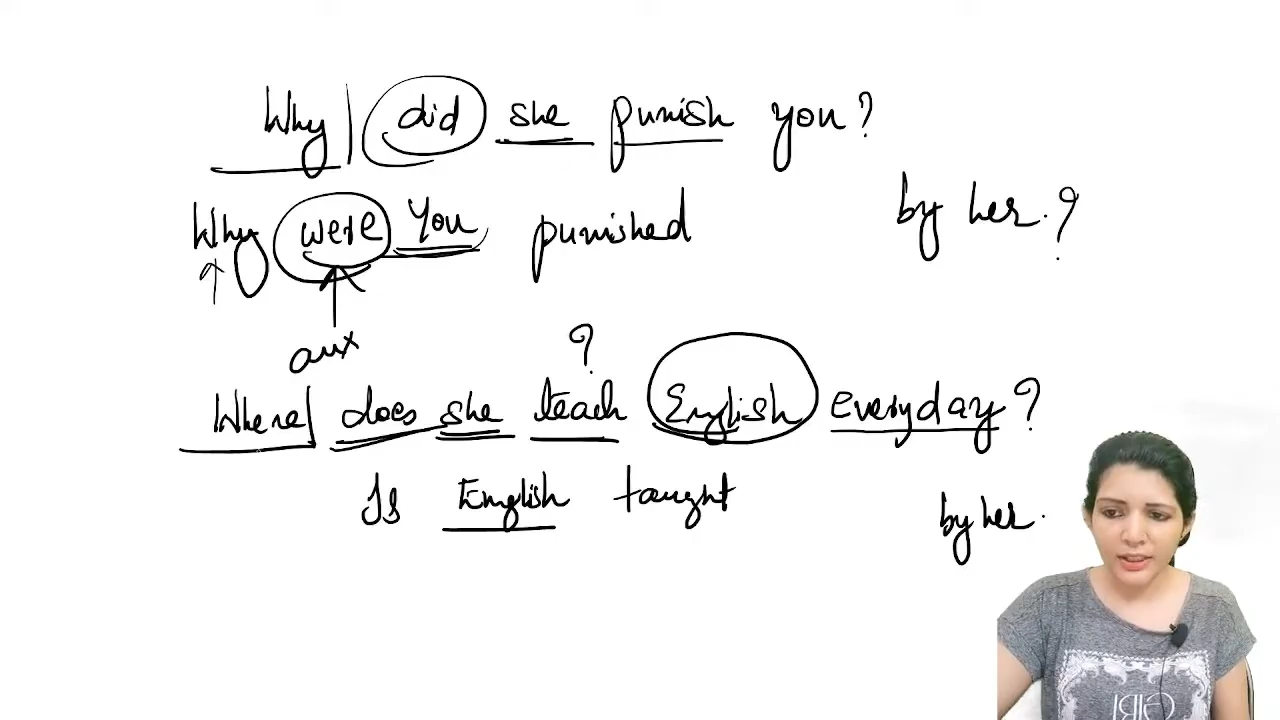 Why did she punish you?
Why were You punished by her. ?
aux
?
Where does she teach English everyday ?
Is English taught by her.
GIRL